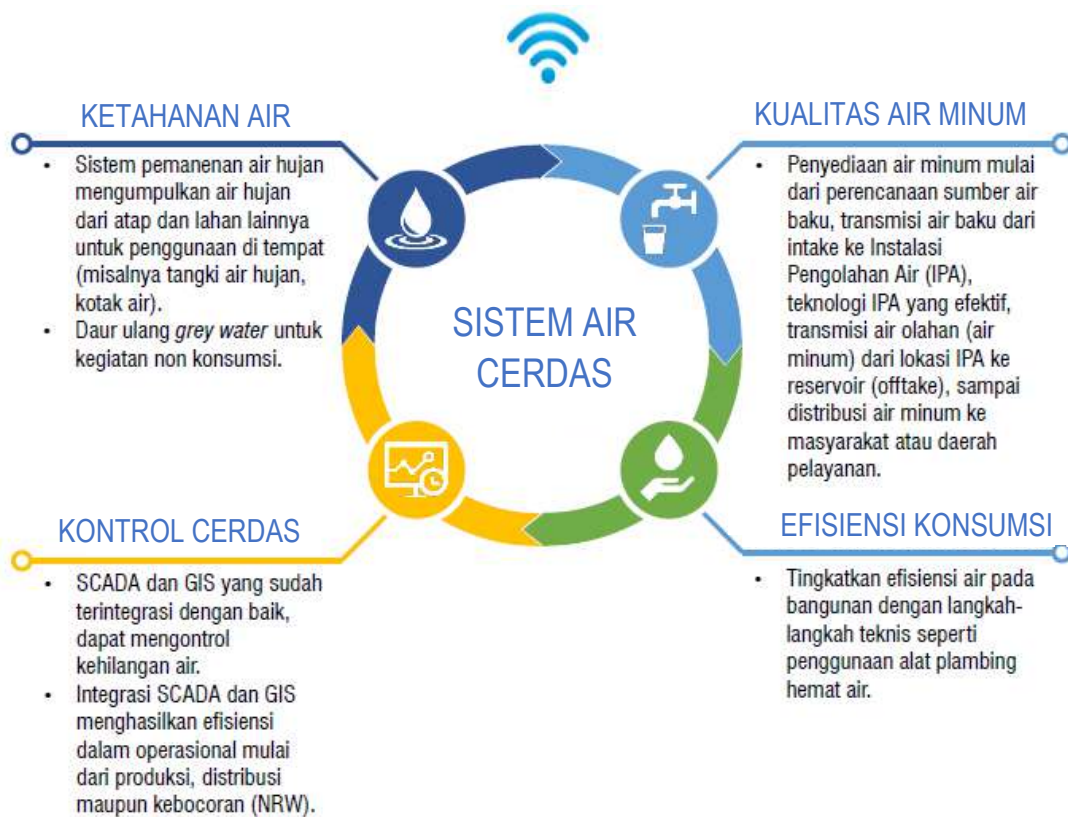 KETAHANAN AIR
• Sistem pemanenan air hujan
mengumpulkan air hujan
dari atap dan lahan lainnya
untuk penggunaan di tempat
(misalnya tangki air hujan,
kotak air).
• Daur ulang grey water untuk
kegiatan non konsumsi.
KUALITAS AIR MINUM
• Penyediaan air minum mulai
dari perencanaan sumber air
baku, transmisi air baku dari
intake ke Instalasi
Pengolahan Air (IPA),
teknologi IPA yang efektif,
transmisi air olahan (air
minum) dari lokasi IPA ke
reservoir (offtake), sampai
distribusi air minum ke
masyarakat atau daerah
pelayanan.
SISTEM AIR
CERDAS
KONTROL CERDAS
• SCADA dan GIS yang sudah
terintegrasi dengan baik,
dapat mengontrol
kehilangan air.
• Integrasi SCADA dan GIS
menghasilkan efisiensi
dalam operasional mulai
dari produksi, distribusi
maupun kebocoran (NRW).
EFISIENSI KONSUMSI
• Tingkatkan efisiensi air pada
bangunan dengan langkah-
langkah teknis seperti
penggunaan alat plambing
hemat air.